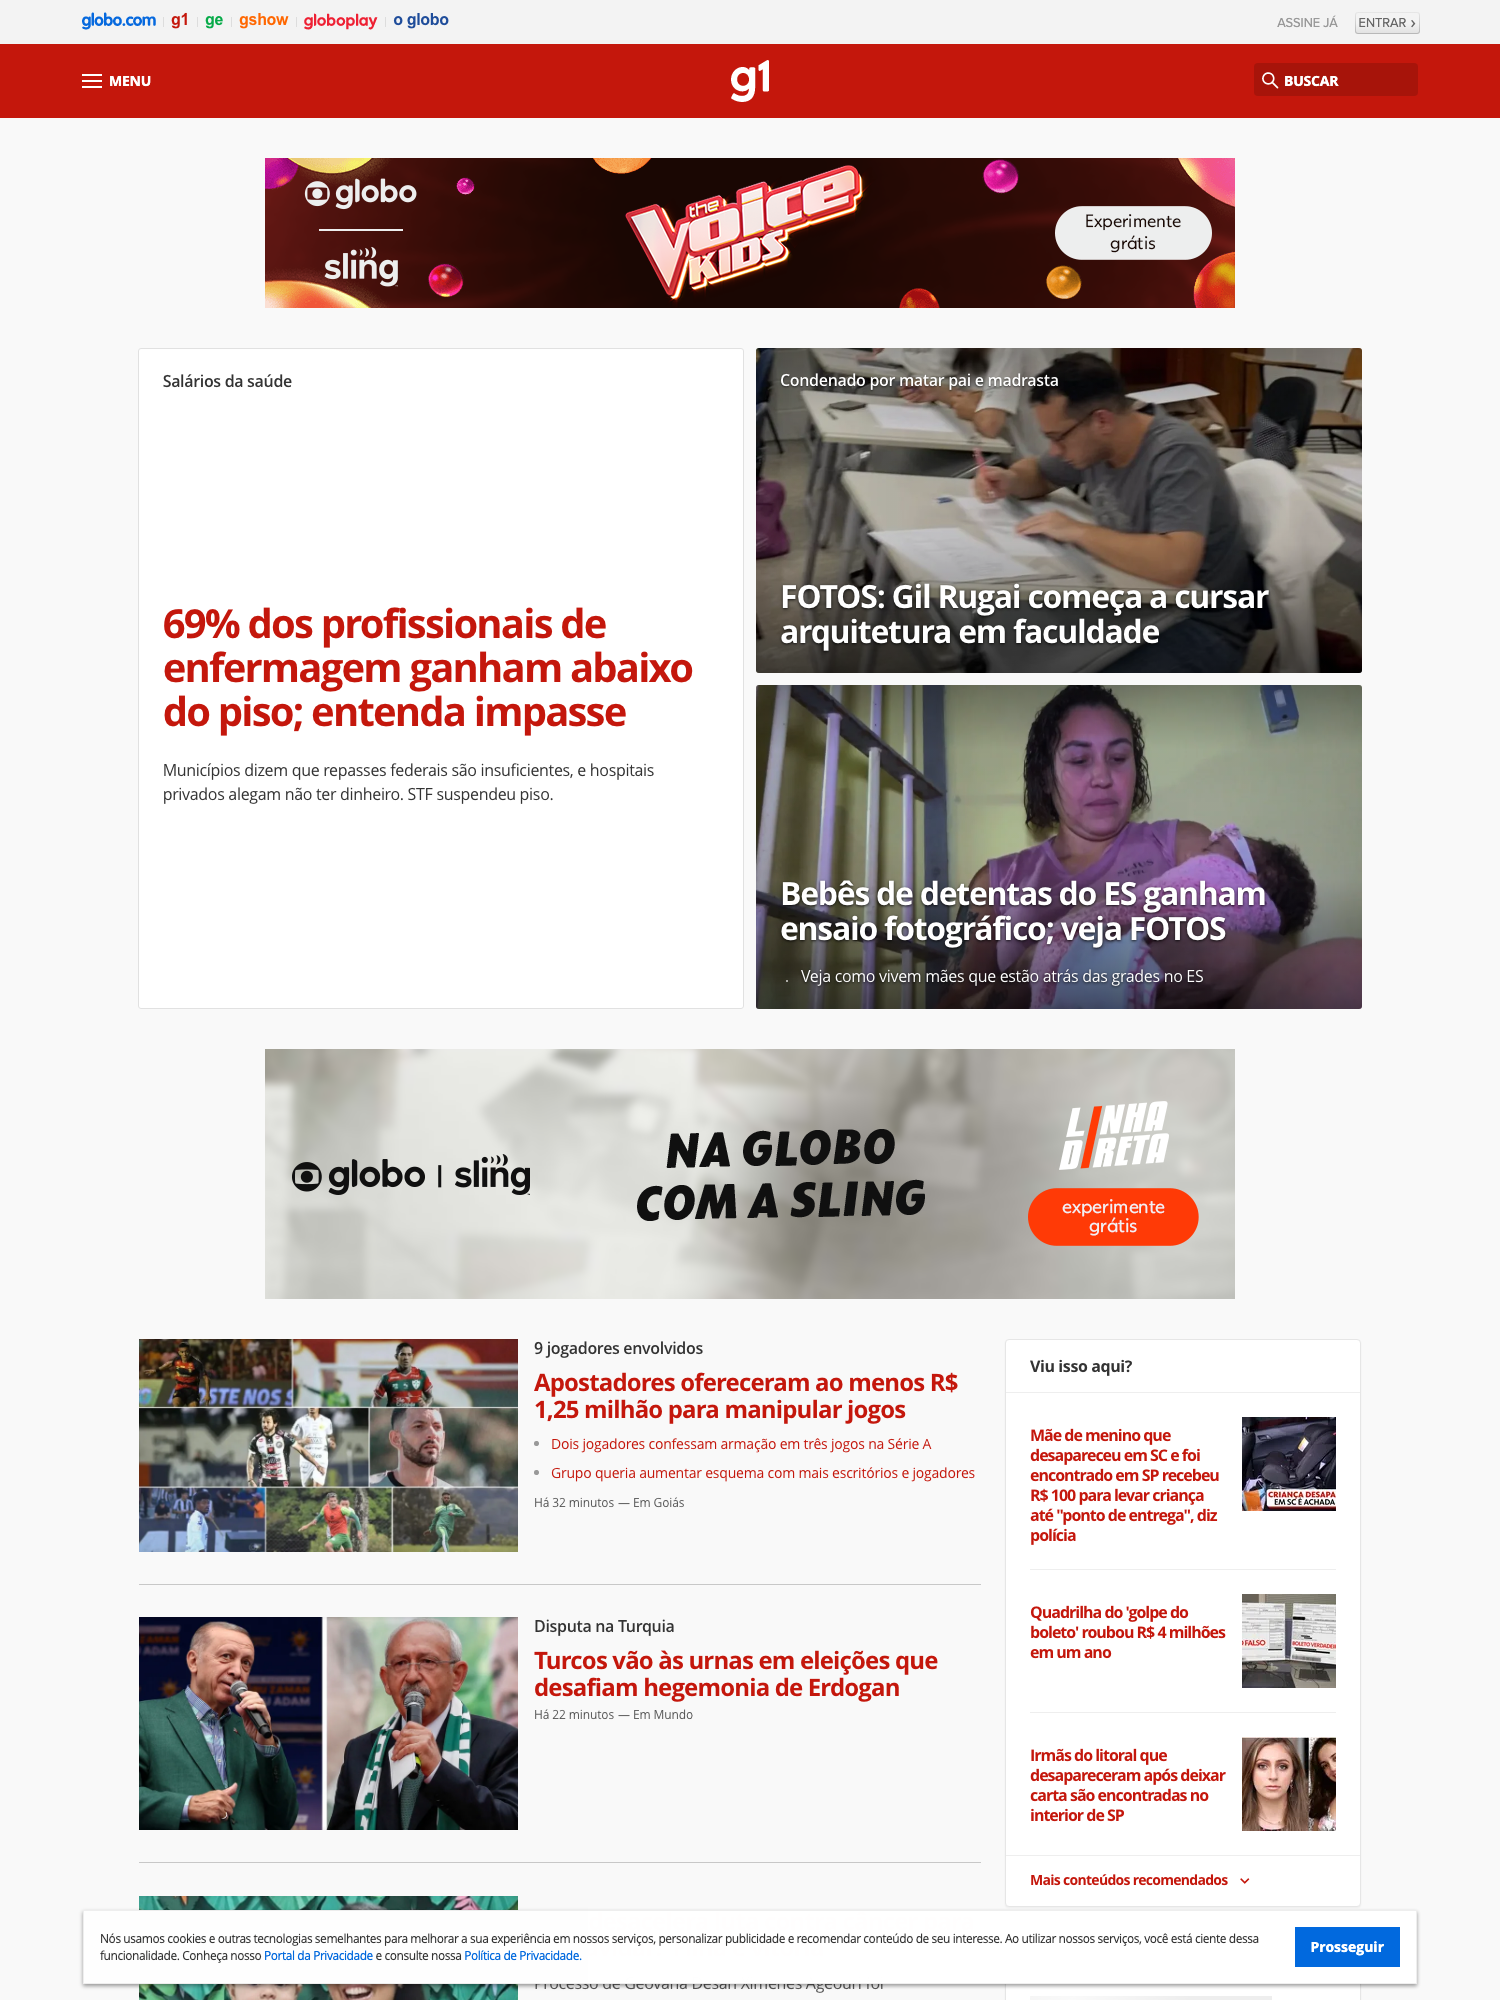 globo.com g1 ge gshow globoplay o globo
ASSINE JÁ ENTRAR ›
MENU
g1
BUSCAR
globo
sling
the Voice KIDS
Experimente
grátis
Salários da saúde
69% dos profissionais de
enfermagem ganham abaixo
do piso; entenda impasse
Municípios dizem que repasses federais são insuficientes, e hospitais
privados alegam não ter dinheiro. STF suspendeu piso.
Condenado por matar pai e madrasta
FOTOS: Gil Rugai começa a cursar
arquitetura em faculdade
Bebês de detentas do ES ganham
ensaio fotográfico; veja FOTOS
. Veja como vivem mães que estão atrás das grades no ES
globo | sling
NA GLOBO
COM A SLING
LINHA
DIRETA
experimente
grátis
9 jogadores envolvidos
Apostadores ofereceram ao menos R$
1,25 milhão para manipular jogos
• Dois jogadores confessam armação em três jogos na Série A
• Grupo queria aumentar esquema com mais escritórios e jogadores
Há 32 minutos — Em Goiás
Disputa na Turquia
Turcos vão às urnas em eleições que
desafiam hegemonia de Erdogan
Há 22 minutos — Em Mundo
Viu isso aqui?
Mãe de menino que
desapareceu em SC e foi
encontrado em SP recebeu
R$ 100 para levar criança
até "ponto de entrega", diz
polícia
CRIANÇA DESAPA
EM SC É ACHADA
Quadrilha do 'golpe do
boleto' roubou R$ 4 milhões
em um ano
O FALSO
BOLETO VERDADEIR
Irmãs do litoral que
desapareceram após deixar
carta são encontradas no
interior de SP
Mais conteúdos recomendados
Nós usamos cookies e outras tecnologias semelhantes para melhorar a sua experiência em nossos serviços, personalizar publicidade e recomendar conteúdo de seu interesse. Ao utilizar nossos serviços, você está ciente dessa
funcionalidade. Conheça nosso Portal da Privacidade e consulte nossa Política de Privacidade.
Prosseguir